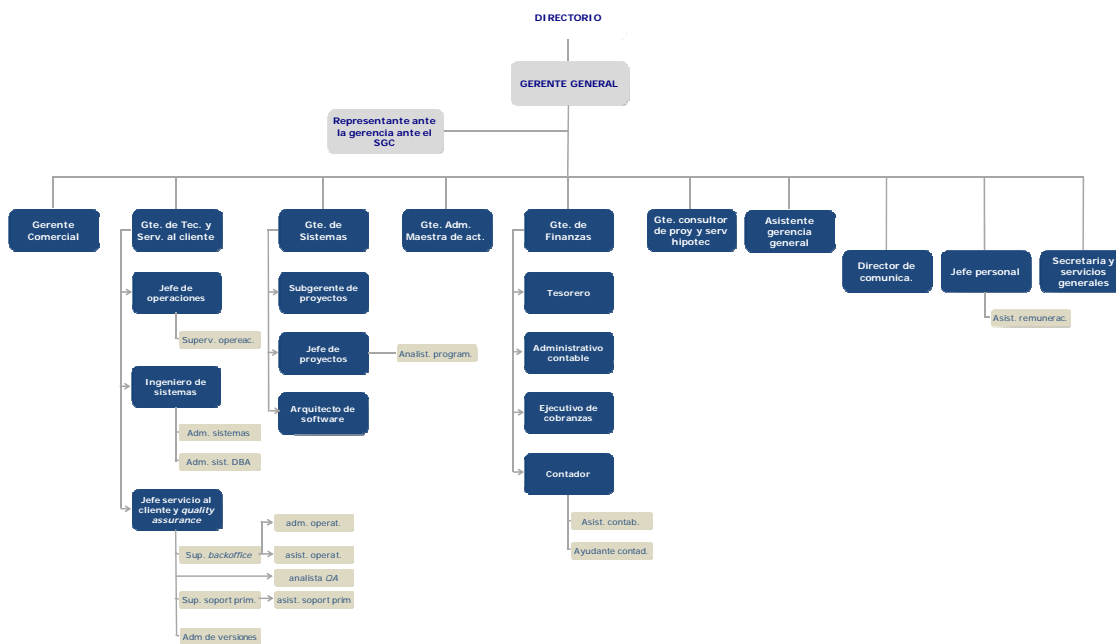 DIRECTORIO
GERENTE GENERAL
Representante ante
la gerencia ante el
SGC
Gerente
Comercial
Gte. de Tec. y
Serv. al cliente
Gte. de
Sistemas
Gte. Adm.
Maestra de act.
Gte. de
Finanzas
Gte. consultor
de proy y serv
hipotec
Asistente
gerencia
general
Director de
comunica.
Jefe personal
Secretaria y
servicios
generales
Asist. remunerac.
Jefe de
operaciones
Superv. opereac.
Ingeniero de
sistemas
Adm. sistemas
Adm. sist. DBA
Jefe servicio al
cliente y quality
assurance
Sup. backoffice
adm. operat.
asist. operat.
analista QA
Sup. soport prim.
asist. soport prim
Adm de versiones
Subgerente de
proyectos
Jefe de
proyectos
Analist. program.
Arquitecto de
software
Tesorero
Administrativo
contable
Ejecutivo de
cobranzas
Contador
Asist. contab.
Ayudante contad.